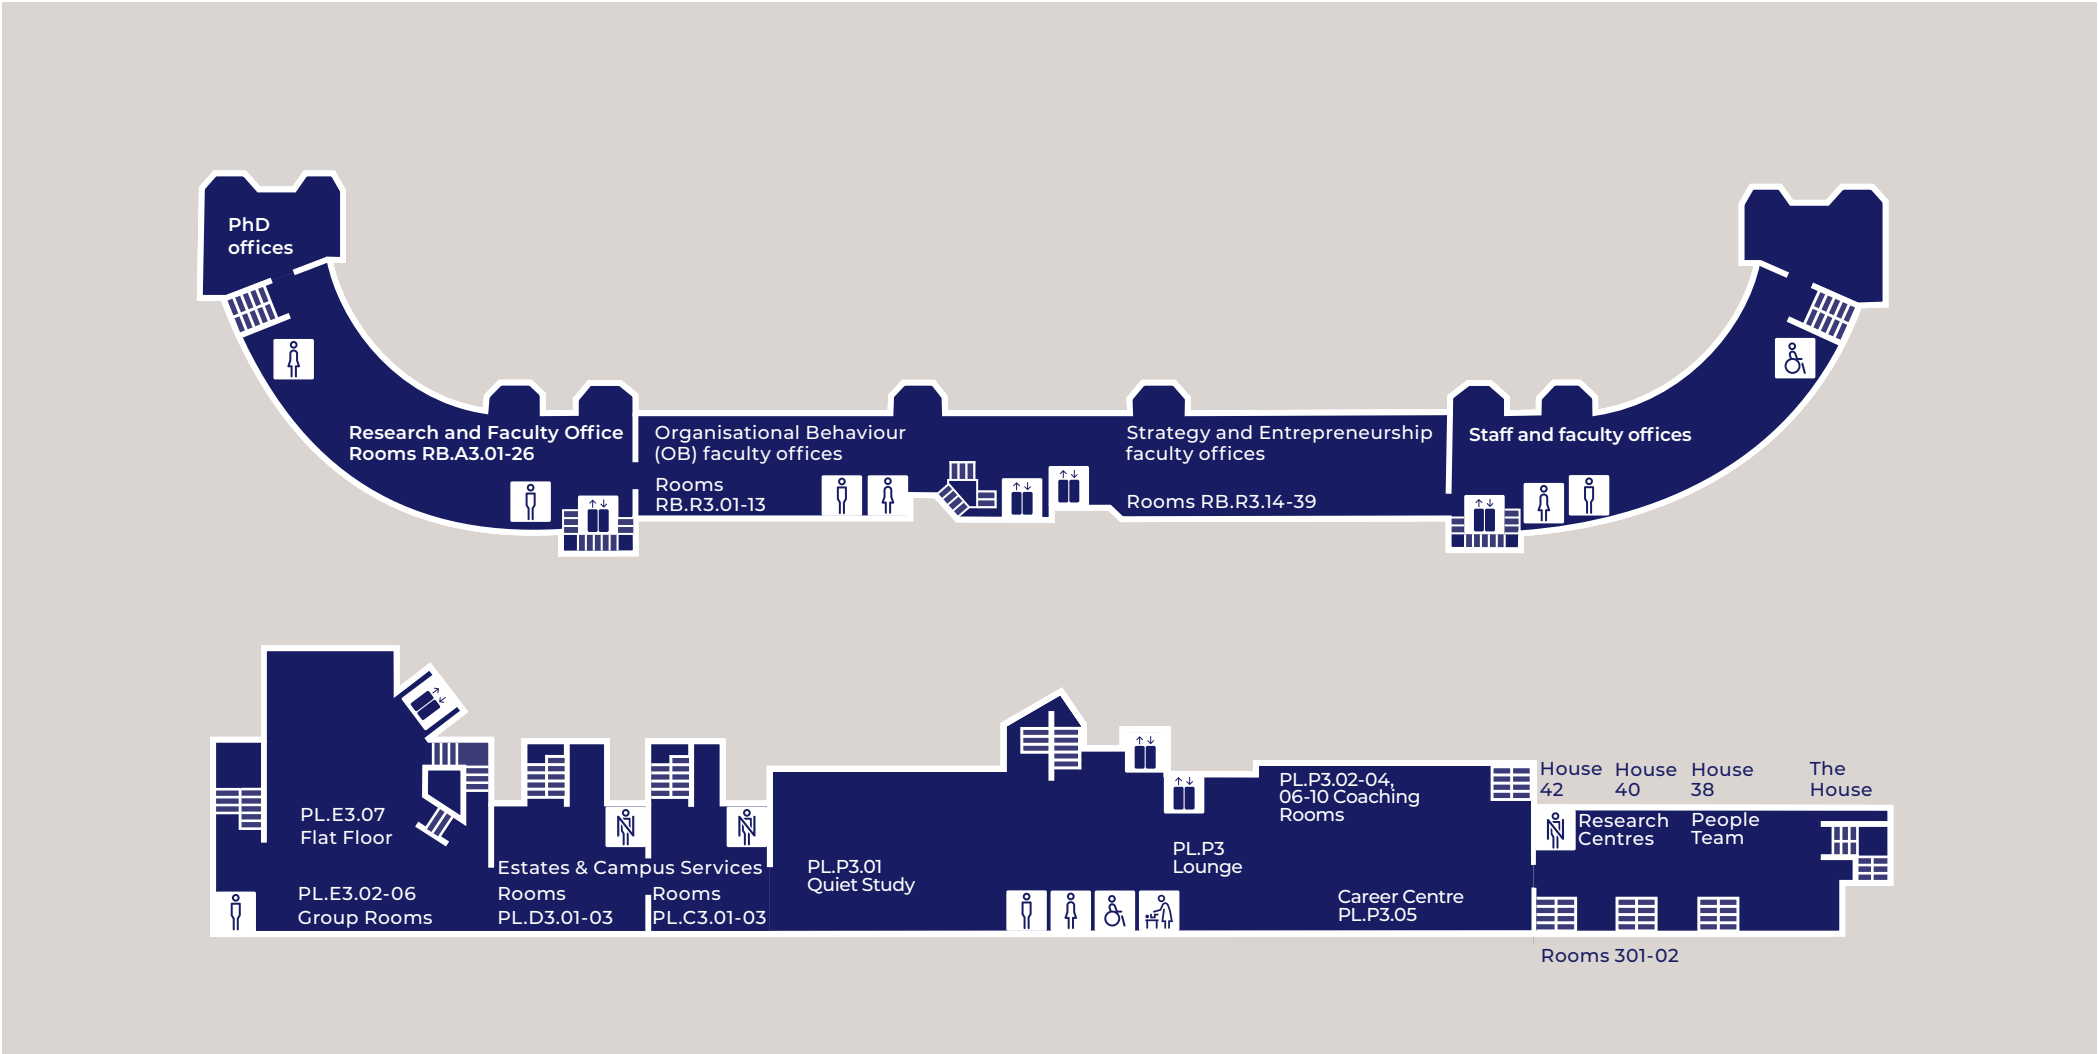 PhD
offices
Research and Faculty Office
Rooms RB.A3.01-26
Organisational Behaviour
(OB) faculty offices
Rooms
RB.R3.01-13
Strategy and Entrepreneurship
faculty offices
Rooms RB.R3.14-39
Staff and faculty offices
PL.E3.07
Flat Floor
PL.E3.02-06
Group Rooms
Estates & Campus Services
Rooms
PL.D3.01-03
Rooms
PL.C3.01-03
PL.P3.01
Quiet Study
PL.P3
Lounge
PL.P3.02-04,
06-10 Coaching
Rooms
Career Centre
PL.P3.05
House
42
House
40
House
38
The
House
Research
Centres
People
Team
Rooms 301-02